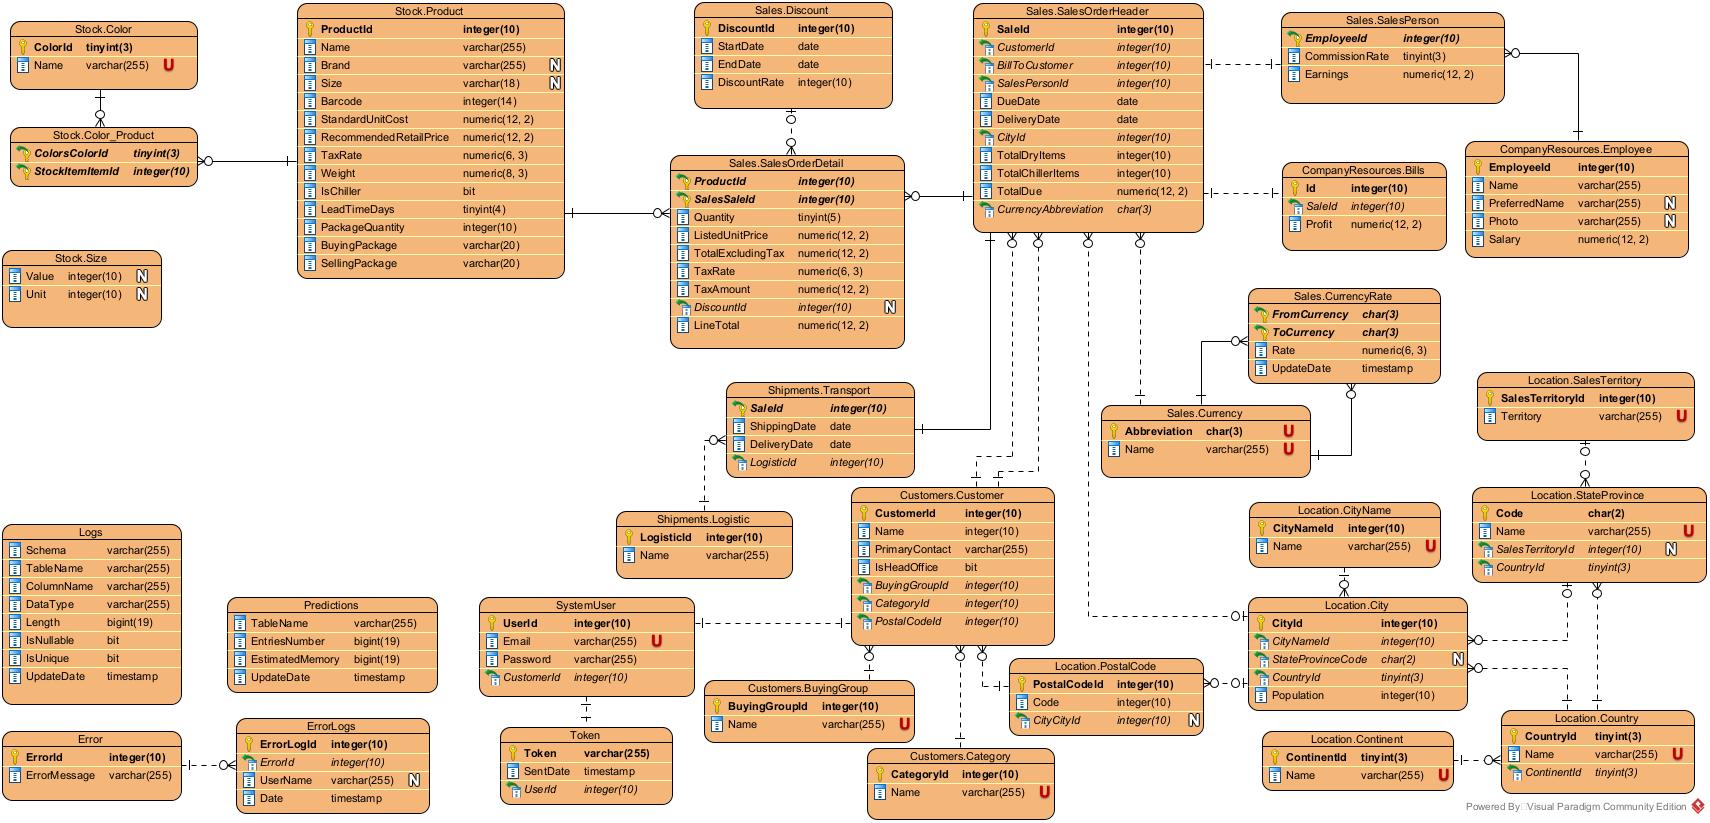 Stock.Color
ColorId tinyint(3)
Name varchar(255) U
Stock.Color_Product
ColorsColorId tinyint(3)
StockItemItemId integer(10)
Stock.Size
Value integer(10) N
Unit integer(10) N
Stock.Product
ProductId integer(10)
Name varchar(255)
Brand varchar(255) N
Size varchar(18) N
Barcode integer(14)
StandardUnitCost numeric(12, 2)
RecommendedRetailPrice numeric(12, 2)
TaxRate numeric(6, 3)
Weight numeric(8, 3)
IsChiller bit
LeadTimeDays tinyint(4)
PackageQuantity integer(10)
BuyingPackage varchar(20)
SellingPackage varchar(20)
Sales.Discount
DiscountId integer(10)
StartDate date
EndDate date
DiscountRate integer(10)
Sales.SalesOrderDetail
ProductId integer(10)
SalesSaleId integer(10)
Quantity tinyint(5)
ListedUnitPrice numeric(12, 2)
TotalExcludingTax numeric(12, 2)
TaxRate numeric(6, 3)
TaxAmount numeric(12, 2)
DiscountId integer(10) N
LineTotal numeric(12, 2)
Sales.SalesOrderHeader
SaleId integer(10)
CustomerId integer(10)
BillToCustomer integer(10)
SalesPersonId integer(10)
DueDate date
DeliveryDate date
CityId integer(10)
TotalDryItems integer(10)
TotalChillerItems integer(10)
TotalDue numeric(12, 2)
CurrencyAbbreviation char(3)
Sales.SalesPerson
EmployeeId integer(10)
CommissionRate tinyint(3)
Earnings numeric(12, 2)
CompanyResources.Employee
EmployeeId integer(10)
Name varchar(255)
PreferredName varchar(255) N
Photo varchar(255) N
Salary numeric(12, 2)
CompanyResources.Bills
Id integer(10)
SaleId integer(10)
Profit numeric(12, 2)
Sales.CurrencyRate
FromCurrency char(3)
ToCurrency char(3)
Rate numeric(6, 3)
UpdateDate timestamp
Sales.Currency
Abbreviation char(3) U
Name varchar(255) U
Shipments.Transport
SaleId integer(10)
ShippingDate date
DeliveryDate date
LogisticId integer(10)
Shipments.Logistic
LogisticId integer(10)
Name varchar(255)
Customers.Customer
CustomerId integer(10)
Name integer(10)
PrimaryContact varchar(255)
IsHeadOffice bit
BuyingGroupId integer(10)
CategoryId integer(10)
PostalCodeId integer(10)
Location.SalesTerritory
SalesTerritoryId integer(10)
Territory varchar(255) U
Location.StateProvince
Code char(2)
Name varchar(255) U
SalesTerritoryId integer(10) N
CountryId tinyint(3)
Location.CityName
CityNameId integer(10)
Name varchar(255) U
Location.City
CityId integer(10)
CityNameId integer(10)
StateProvinceCode char(2) N
CountryId tinyint(3)
Population integer(10)
Location.PostalCode
PostalCodeId integer(10)
Code integer(10)
CityCityId integer(10) N
Location.Country
CountryId tinyint(3)
Name varchar(255) U
ContinentId tinyint(3)
Location.Continent
ContinentId tinyint(3)
Name varchar(255) U
Logs
Schema varchar(255)
TableName varchar(255)
ColumnName varchar(255)
DataType varchar(255)
Length bigint(19)
IsNullable bit
IsUnique bit
UpdateDate timestamp
Predictions
TableName varchar(255)
EntriesNumber bigint(19)
EstimatedMemory bigint(19)
UpdateDate timestamp
SystemUser
UserId integer(10)
Email varchar(255) U
Password varchar(255)
CustomerId integer(10)
Customers.BuyingGroup
BuyingGroupId integer(10)
Name varchar(255) U
Customers.Category
CategoryId integer(10)
Name varchar(255) U
Token
Token varchar(255)
SentDate timestamp
UserId integer(10)
Error
ErrorId integer(10)
ErrorMessage varchar(255)
ErrorLogs
ErrorLogId integer(10)
ErrorId integer(10)
UserName varchar(255) N
Date timestamp
Powered By Visual Paradigm Community Edition